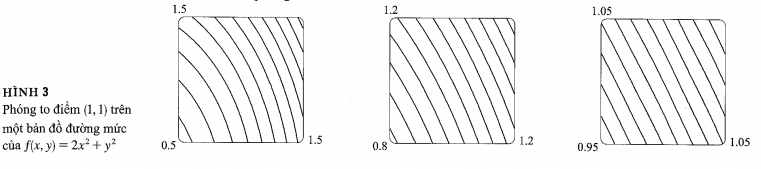 1.5
1.2
1.05
HÌNH 3
Phóng to điểm (1, 1) trên
một bản đồ đường mức
của f(x, y) = 2x² + y²
0.5
1.5
0.8
1.2
0.95
1.05